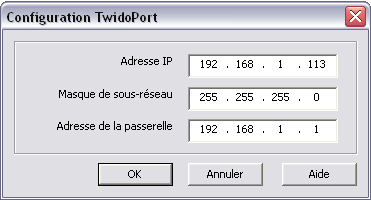 Configuration TwidoPort
Adresse IP 192 . 168 . 1 . 113
Masque de sous-réseau 255 . 255 . 255 . 0
Adresse de la passerelle 192 . 168 . 1 . 1
OK Annuler Aide